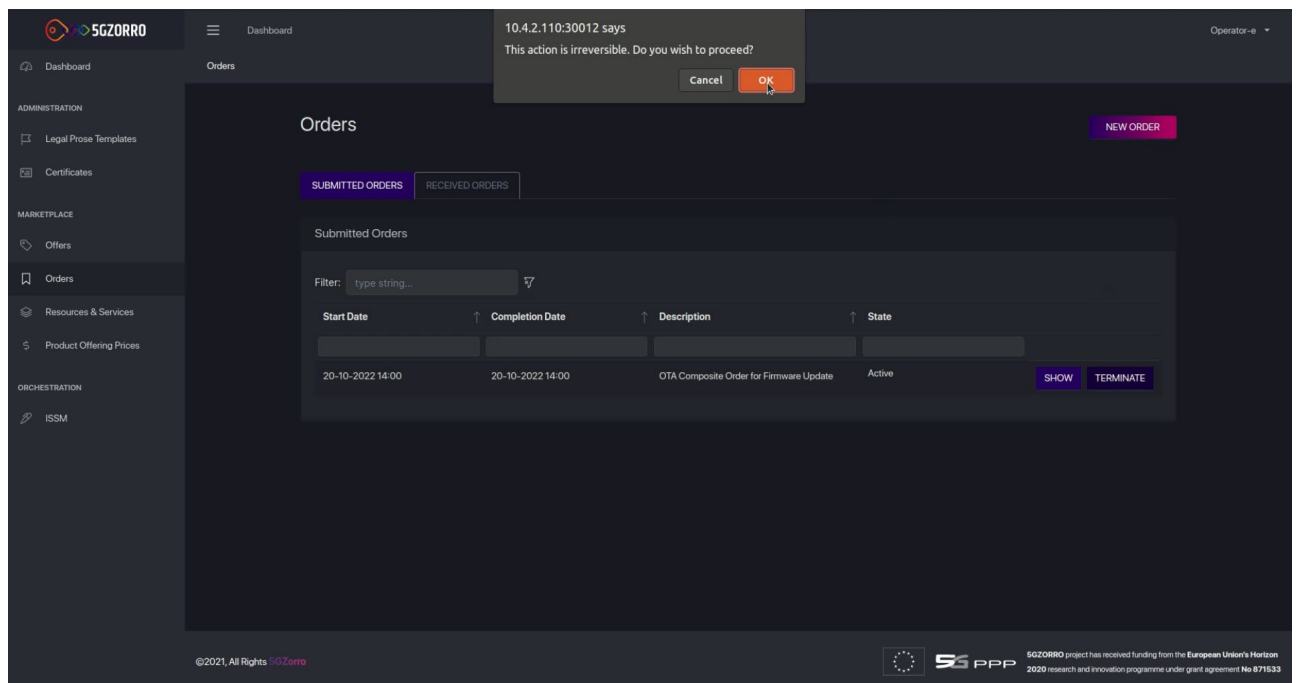 5GZORRO
Dashboard
10.4.2.110:30012 says
This action is irreversible. Do you wish to proceed?
Cancel
OK
Operator-e
Dashboard
Orders
ADMINISTRATION
Legal Prose Templates
Certificates
MARKETPLACE
Offers
Orders
Resources & Services
Product Offering Prices
ORCHESTRATION
ISSM
Orders
NEW ORDER
SUBMITTED ORDERS
RECEIVED ORDERS
Submitted Orders
Filter: type string...
Start Date Completion Date Description State
20-10-2022 14:00 20-10-2022 14:00 OTA Composite Order for Firmware Update Active SHOW TERMINATE
©2021, All Rights 5GZorro
5G PPP
5GZORRO project has received funding from the European Union's Horizon
2020 research and innovation programme under grant agreement No 871533